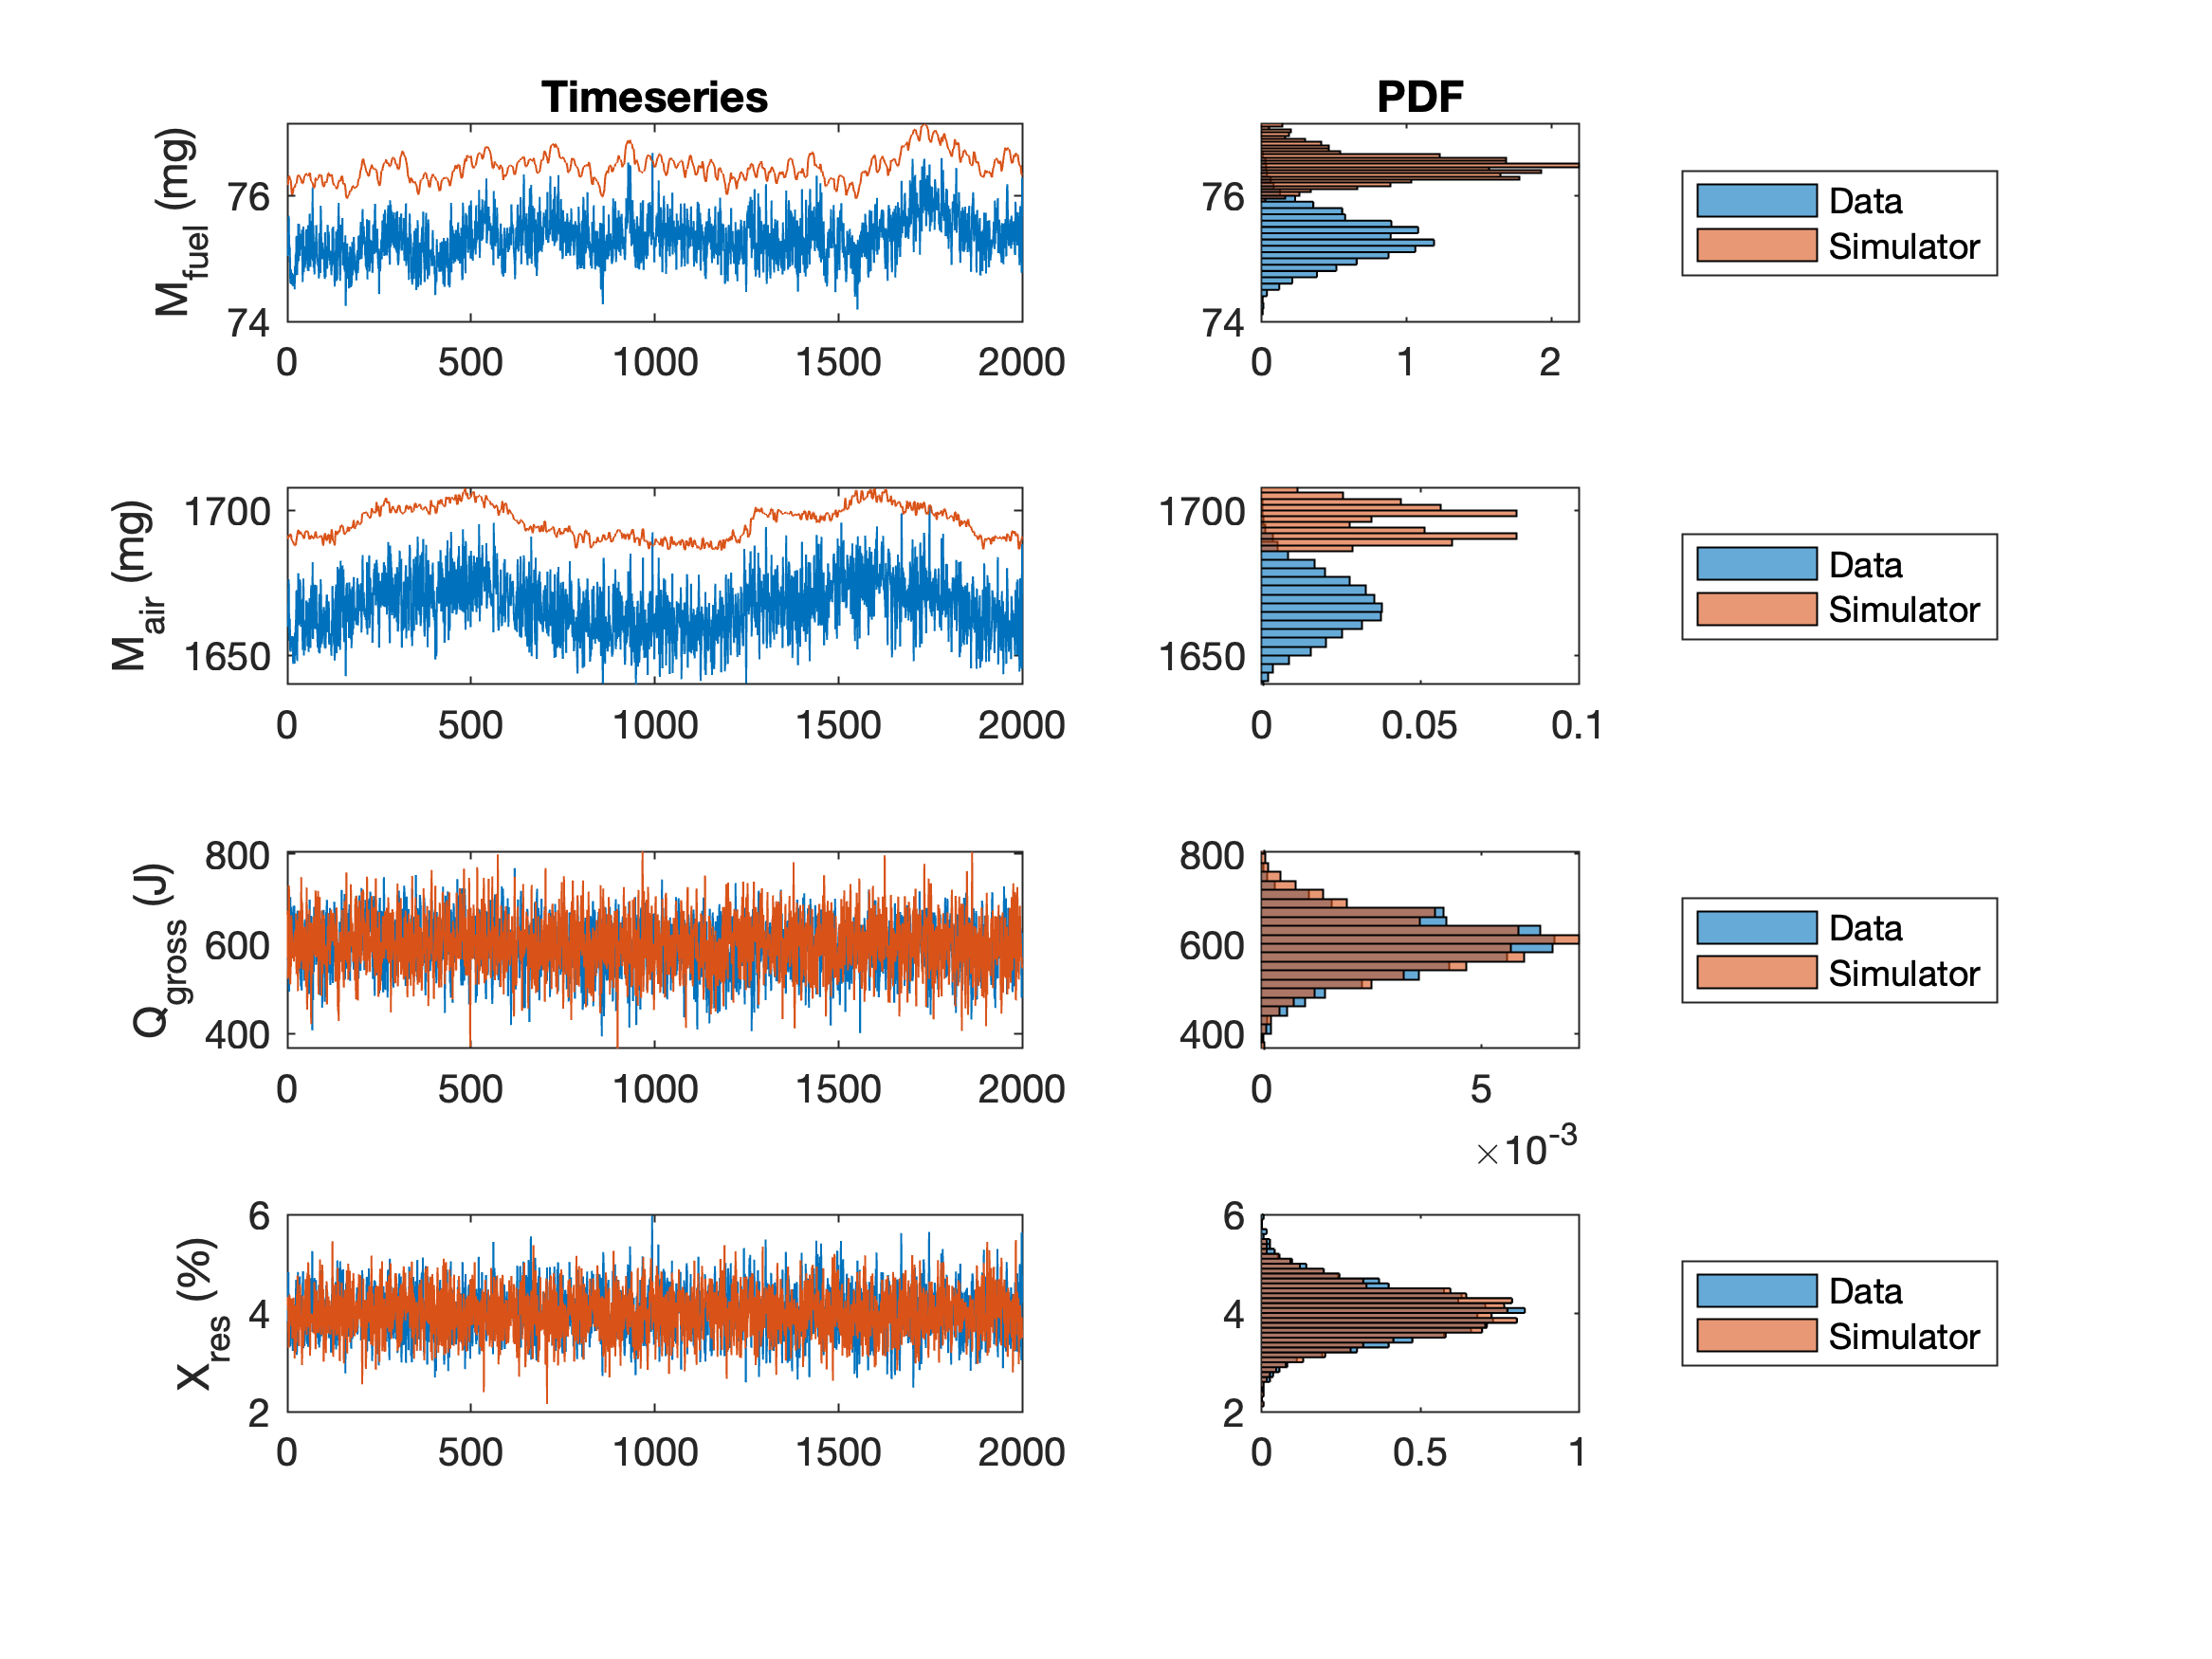 Timeseries
PDF
M_fuel (mg)
76
74
0 500 1000 1500 2000
76
74
0 1 2
Data
Simulator
M_air (mg)
1700
1650
0 500 1000 1500 2000
1700
1650
0 0.05 0.1
Data
Simulator
Q_gross (J)
800
600
400
0 500 1000 1500 2000
800
600
400
0 5
×10^-3
Data
Simulator
X_res (%)
6
4
2
0 500 1000 1500 2000
6
4
2
0 0.5 1
Data
Simulator